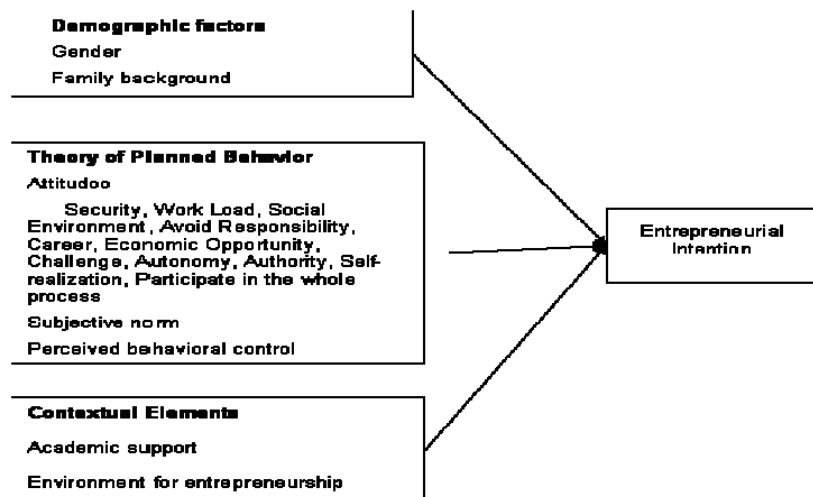 Demographic factors
Gender
Family background
Theory of Planned Behavior
Attitudoo
Security, Work Load, Social
Environment, Avoid Responsibility,
Career, Economic Opportunity,
Challenge, Autonomy, Authority, Self-
realization, Participate in the whole
process
Subjective norm
Perceived behavioral control
Contextual Elements
Academic support
Environment for entrepreneurship
Entrepreneurial
Intention